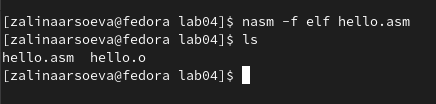 [zalinaarsoeva@fedora lab04]$ nasm -f elf hello.asm
[zalinaarsoeva@fedora lab04]$ ls
hello.asm  hello.o
[zalinaarsoeva@fedora lab04]$